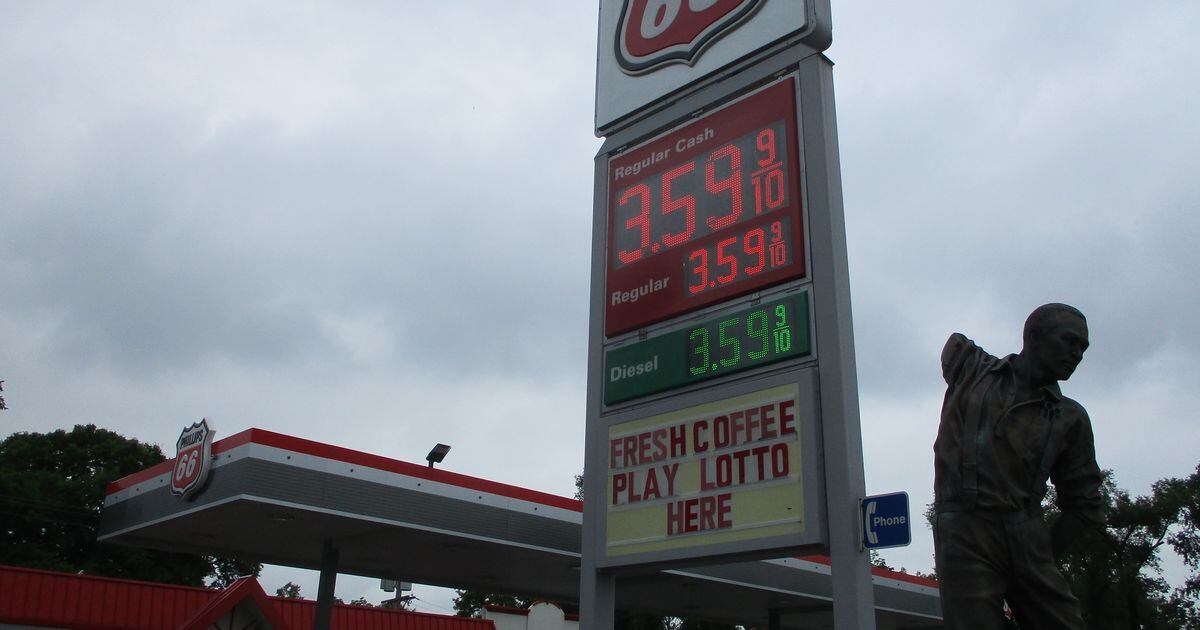 66
Regular Cash
3.59 9/10
Regular 3.59 9/10
Diesel 3.59 9/10
FRESH COFFEE
PLAY LOTTO
HERE
Phone
PHILLIPS
66